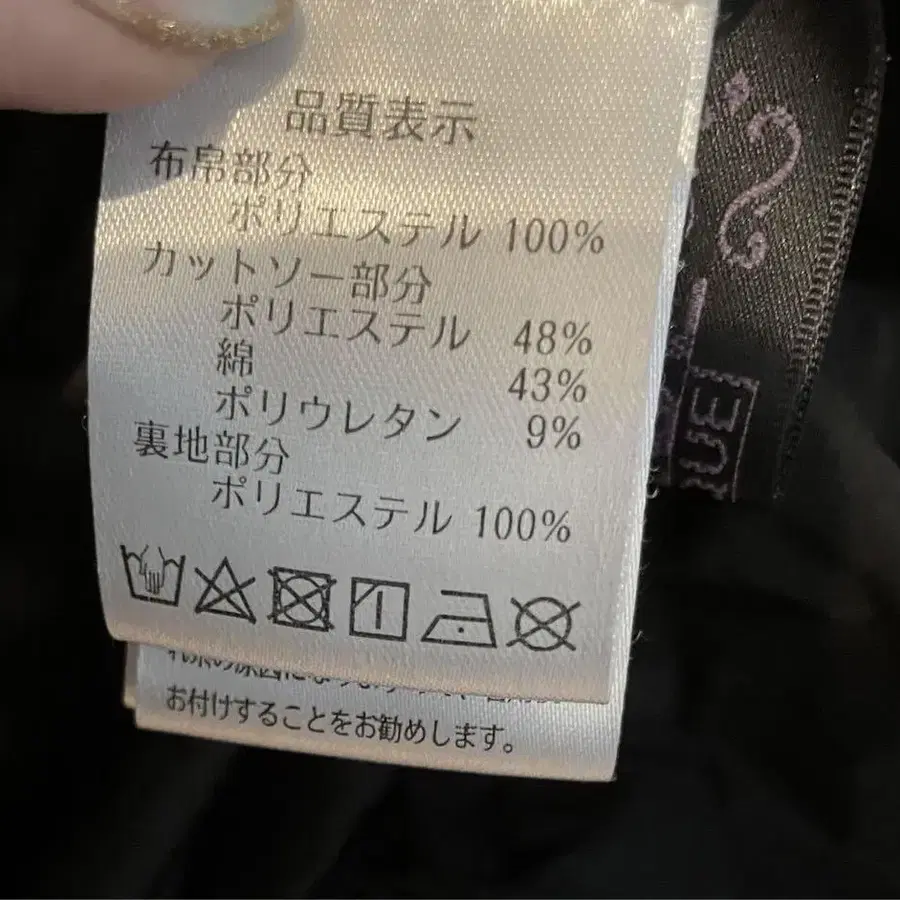 品質表示
布帛部分
ポリエステル 100%
カットソー部分
ポリエステル 48%
綿 43%
ポリウレタン 9%
裏地部分
ポリエステル 100%
お付けすることをお勧めします。